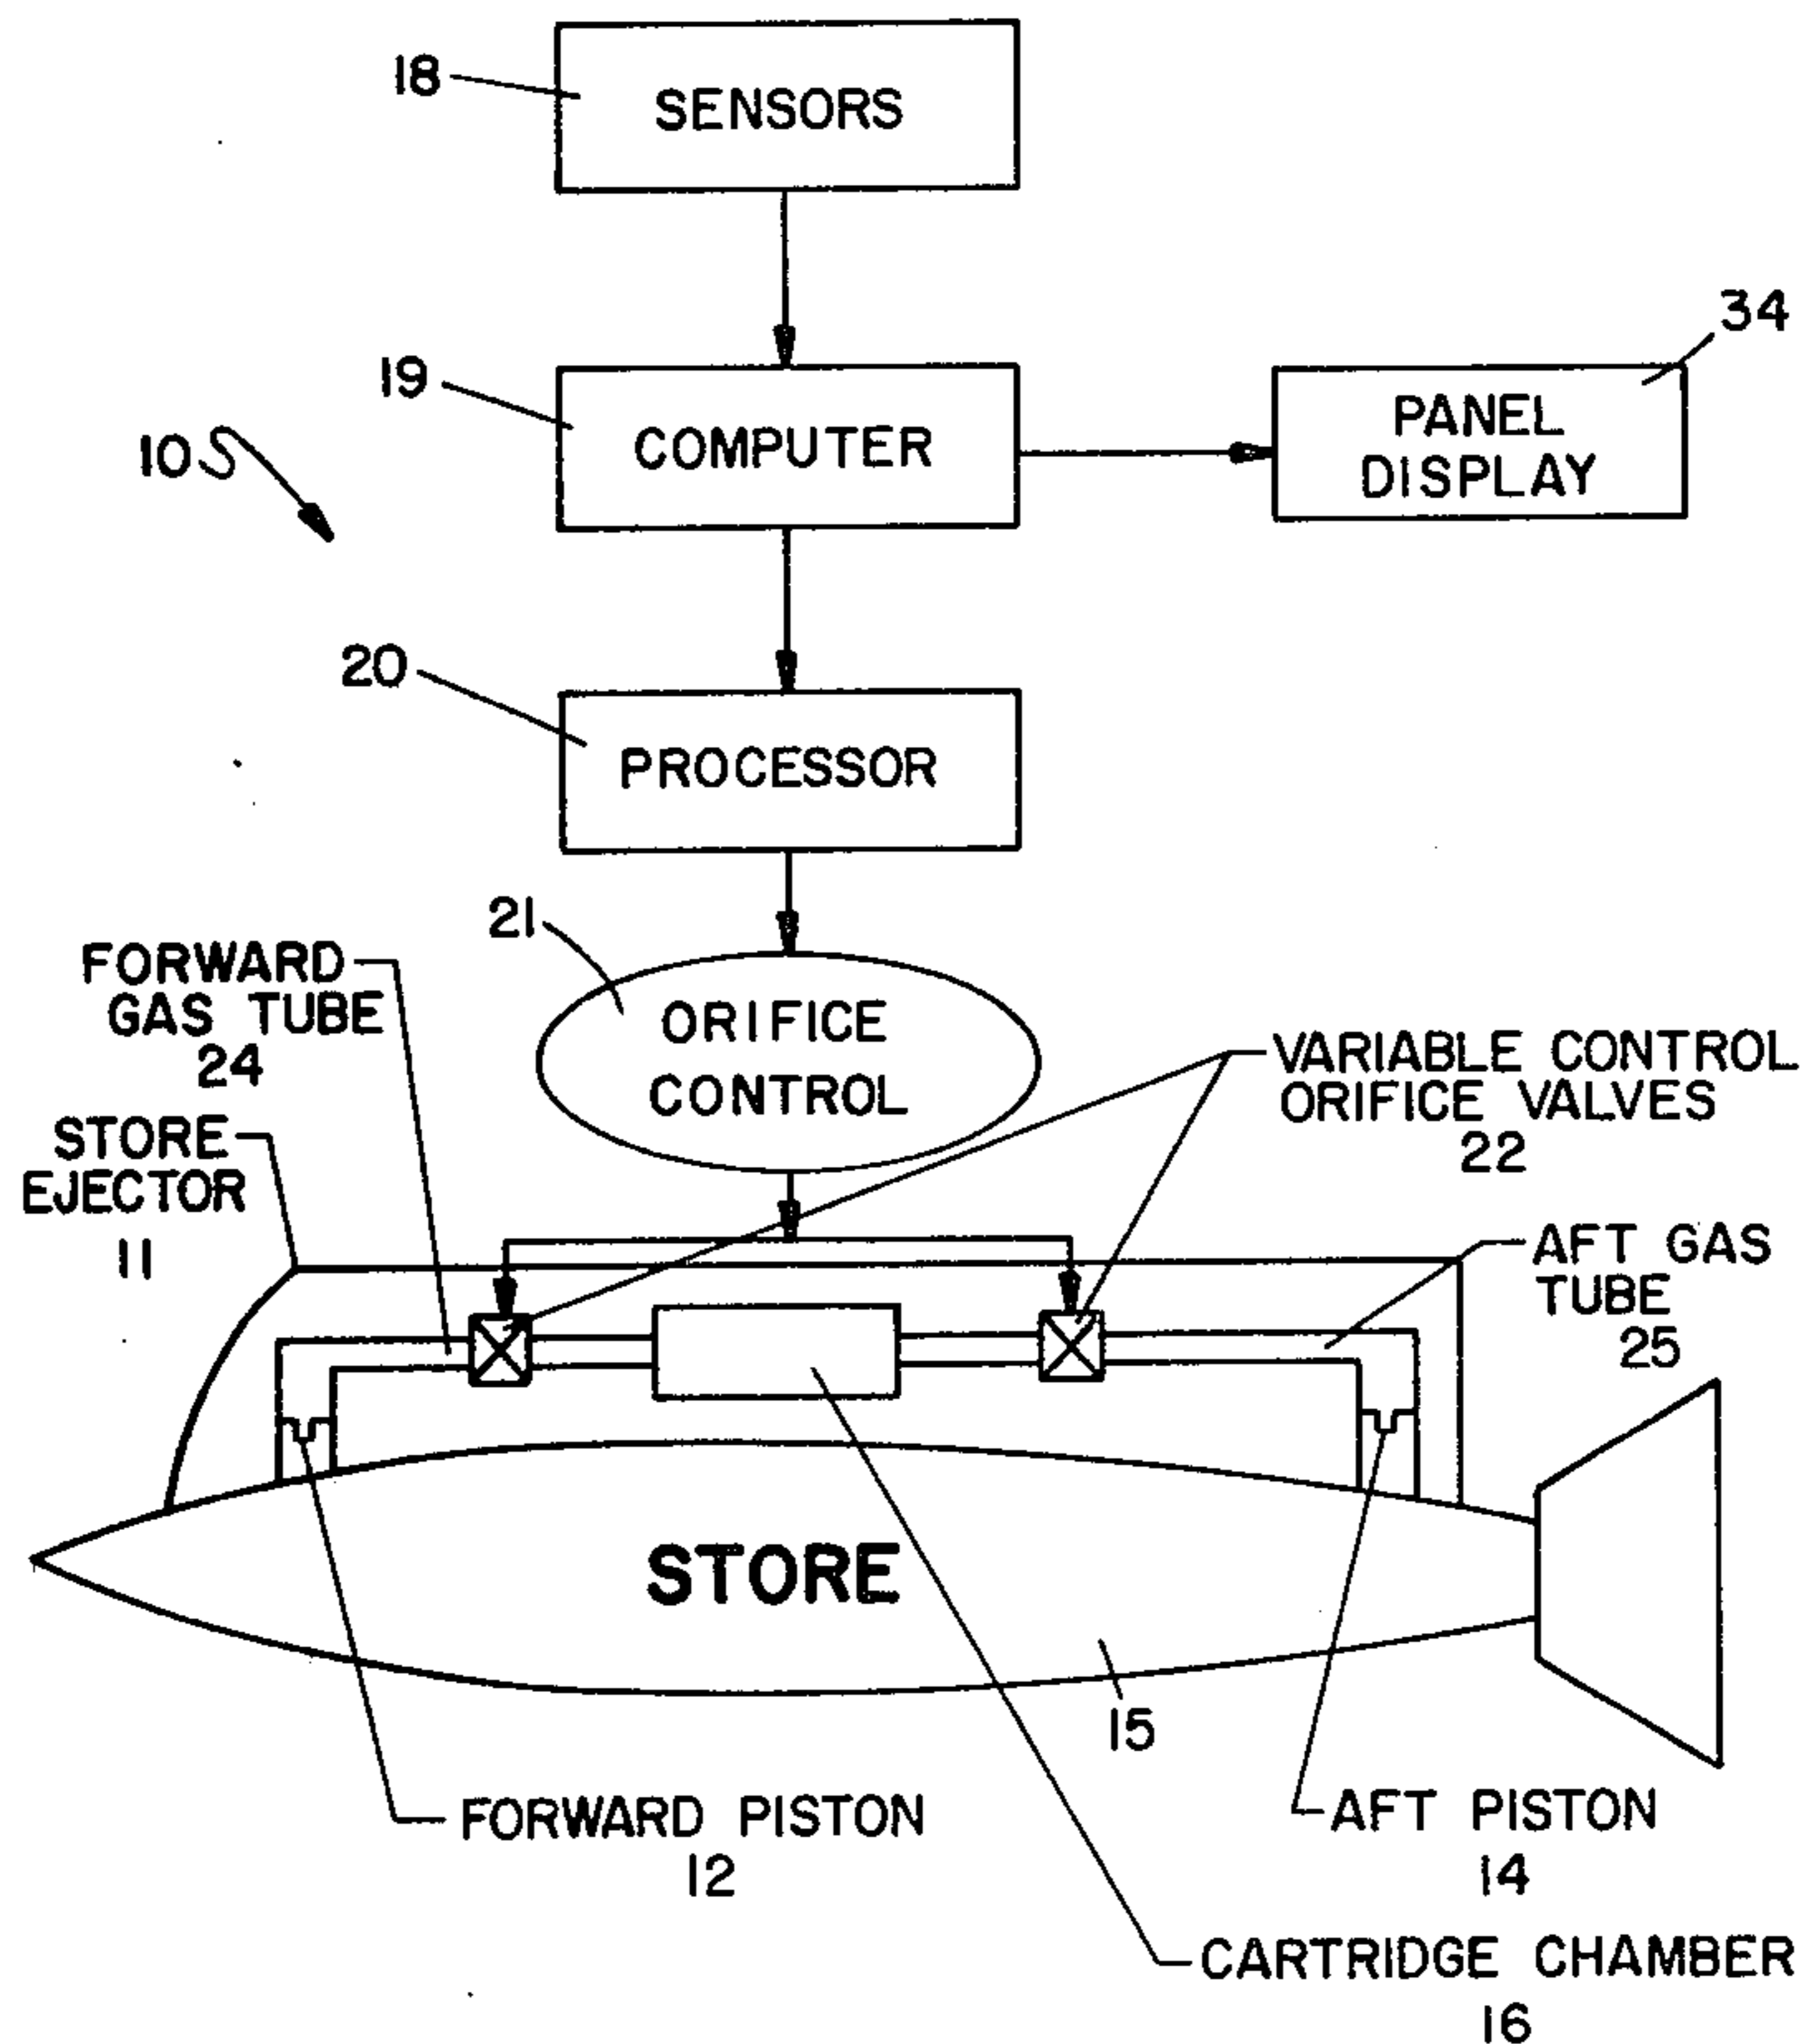 18
SENSORS
34
19
COMPUTER
PANEL
DISPLAY
10
20
PROCESSOR
21
ORIFICE
CONTROL
FORWARD
GAS TUBE
24
VARIABLE CONTROL
ORIFICE VALVES
22
STORE
EJECTOR
11
AFT GAS
TUBE
25
STORE
15
FORWARD PISTON
12
AFT PISTON
14
CARTRIDGE CHAMBER
16